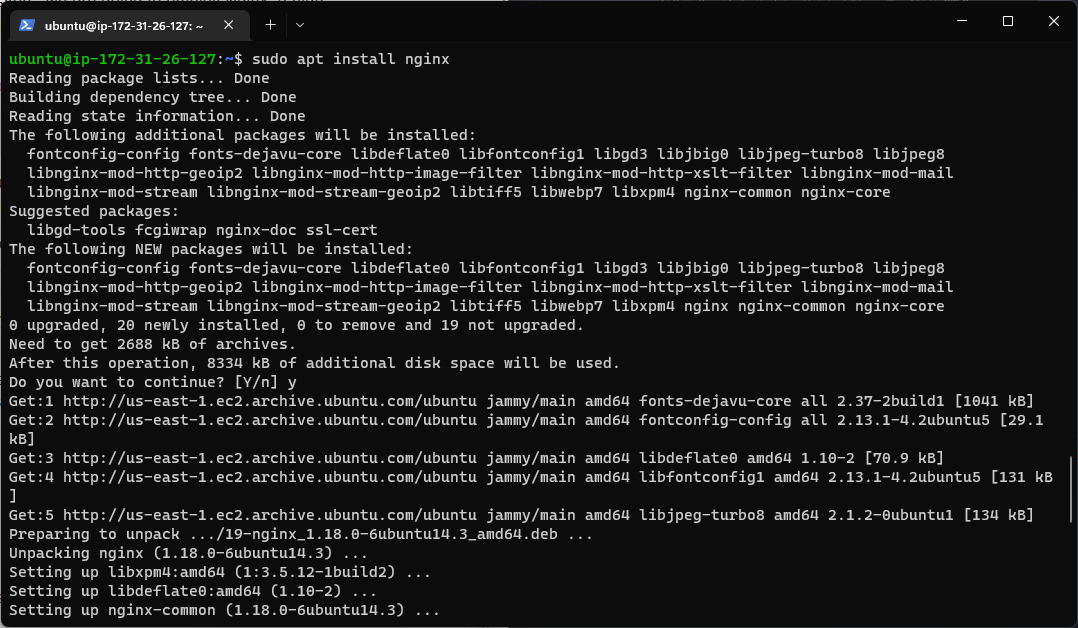 ubuntu@ip-172-31-26-127: ~
ubuntu@ip-172-31-26-127:~$ sudo apt install nginx
Reading package lists... Done
Building dependency tree... Done
Reading state information... Done
The following additional packages will be installed:
  fontconfig-config fonts-dejavu-core libdeflate0 libfontconfig1 libgd3 libjbig0 libjpeg-turbo8 libjpeg8
  libnginx-mod-http-geoip2 libnginx-mod-http-image-filter libnginx-mod-http-xslt-filter libnginx-mod-mail
  libnginx-mod-stream libnginx-mod-stream-geoip2 libtiff5 libwebp7 libxpm4 nginx-common nginx-core
Suggested packages:
  libgd-tools fcgiwrap nginx-doc ssl-cert
The following NEW packages will be installed:
  fontconfig-config fonts-dejavu-core libdeflate0 libfontconfig1 libgd3 libjbig0 libjpeg-turbo8 libjpeg8
  libnginx-mod-http-geoip2 libnginx-mod-http-image-filter libnginx-mod-http-xslt-filter libnginx-mod-mail
  libnginx-mod-stream libnginx-mod-stream-geoip2 libtiff5 libwebp7 libxpm4 nginx nginx-common nginx-core
0 upgraded, 20 newly installed, 0 to remove and 19 not upgraded.
Need to get 2688 kB of archives.
After this operation, 8334 kB of additional disk space will be used.
Do you want to continue? [Y/n] y
Get:1 http://us-east-1.ec2.archive.ubuntu.com/ubuntu jammy/main amd64 fonts-dejavu-core all 2.37-2build1 [1041 kB]
Get:2 http://us-east-1.ec2.archive.ubuntu.com/ubuntu jammy/main amd64 fontconfig-config all 2.13.1-4.2ubuntu5 [29.1
kB]
Get:3 http://us-east-1.ec2.archive.ubuntu.com/ubuntu jammy/main amd64 libdeflate0 amd64 1.10-2 [70.9 kB]
Get:4 http://us-east-1.ec2.archive.ubuntu.com/ubuntu jammy/main amd64 libfontconfig1 amd64 2.13.1-4.2ubuntu5 [131 kB
]
Get:5 http://us-east-1.ec2.archive.ubuntu.com/ubuntu jammy/main amd64 libjpeg-turbo8 amd64 2.1.2-0ubuntu1 [134 kB]
Preparing to unpack .../19-nginx_1.18.0-6ubuntu14.3_amd64.deb ...
Unpacking nginx (1.18.0-6ubuntu14.3) ...
Setting up libxpm4:amd64 (1:3.5.12-1build2) ...
Setting up libdeflate0:amd64 (1.10-2) ...
Setting up nginx-common (1.18.0-6ubuntu14.3) ...